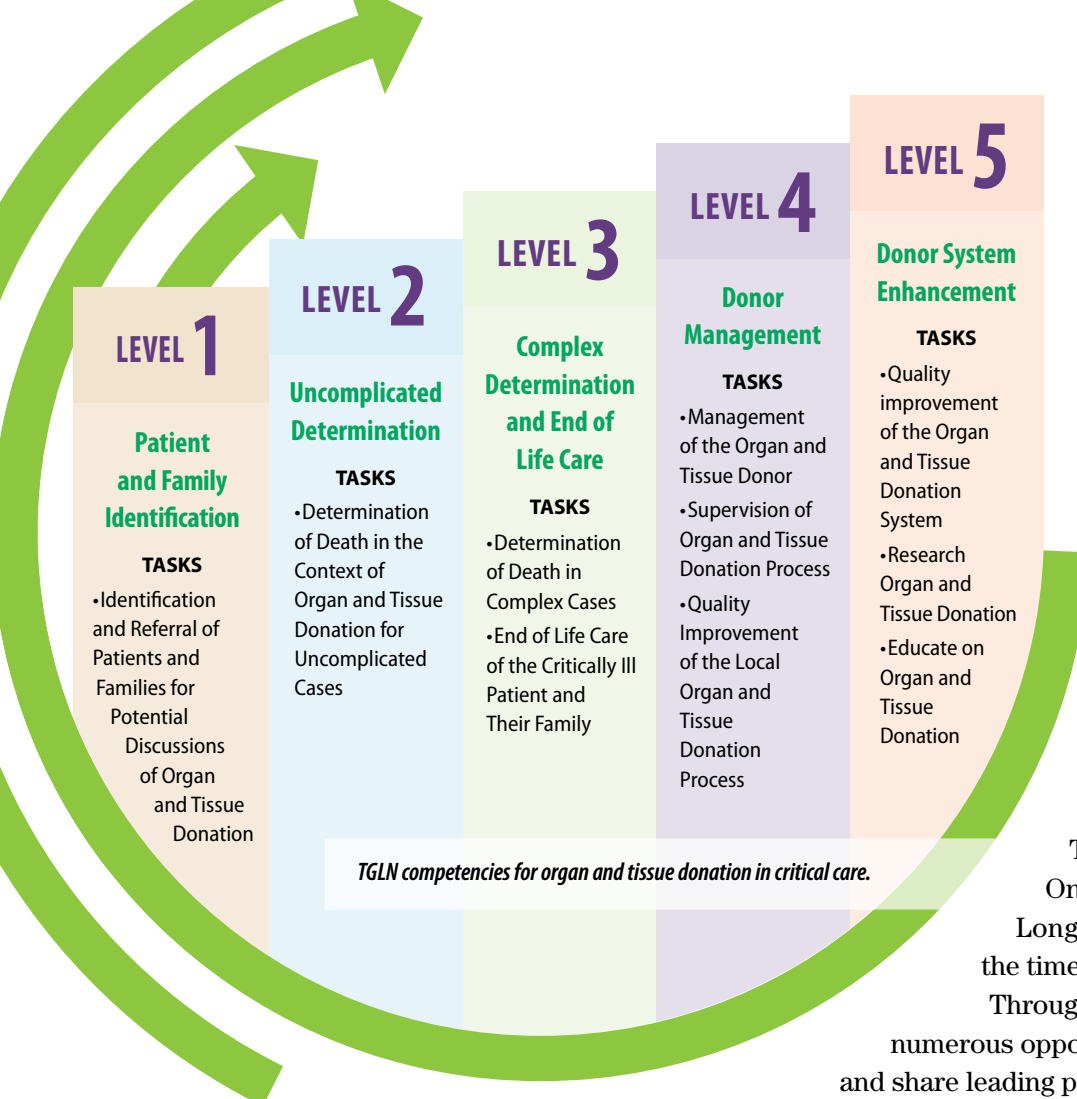 LEVEL 1
Patient
and Family
Identification
TASKS
•Identification
and Referral of
Patients and
Families for
Potential
Discussions
of Organ
and Tissue
Donation
LEVEL 2
Uncomplicated
Determination
TASKS
•Determination
of Death in the
Context of
Organ and Tissue
Donation for
Uncomplicated
Cases
LEVEL 3
Complex
Determination
and End of
Life Care
TASKS
•Determination
of Death in
Complex Cases
•End of Life Care
of the Critically Ill
Patient and
Their Family
LEVEL 4
Donor
Management
TASKS
•Management
of the Organ and
Tissue Donor
•Supervision of
Organ and Tissue
Donation Process
•Quality
Improvement
of the Local
Organ and
Tissue
Donation
Process
LEVEL 5
Donor System
Enhancement
TASKS
•Quality
improvement
of the Organ
and Tissue
Donation
System
•Research
Organ and
Tissue Donation
•Educate on
Organ and
Tissue
Donation
TGLN competencies for organ and tissue donation in critical care.
Long
the time
numerous
and share leading